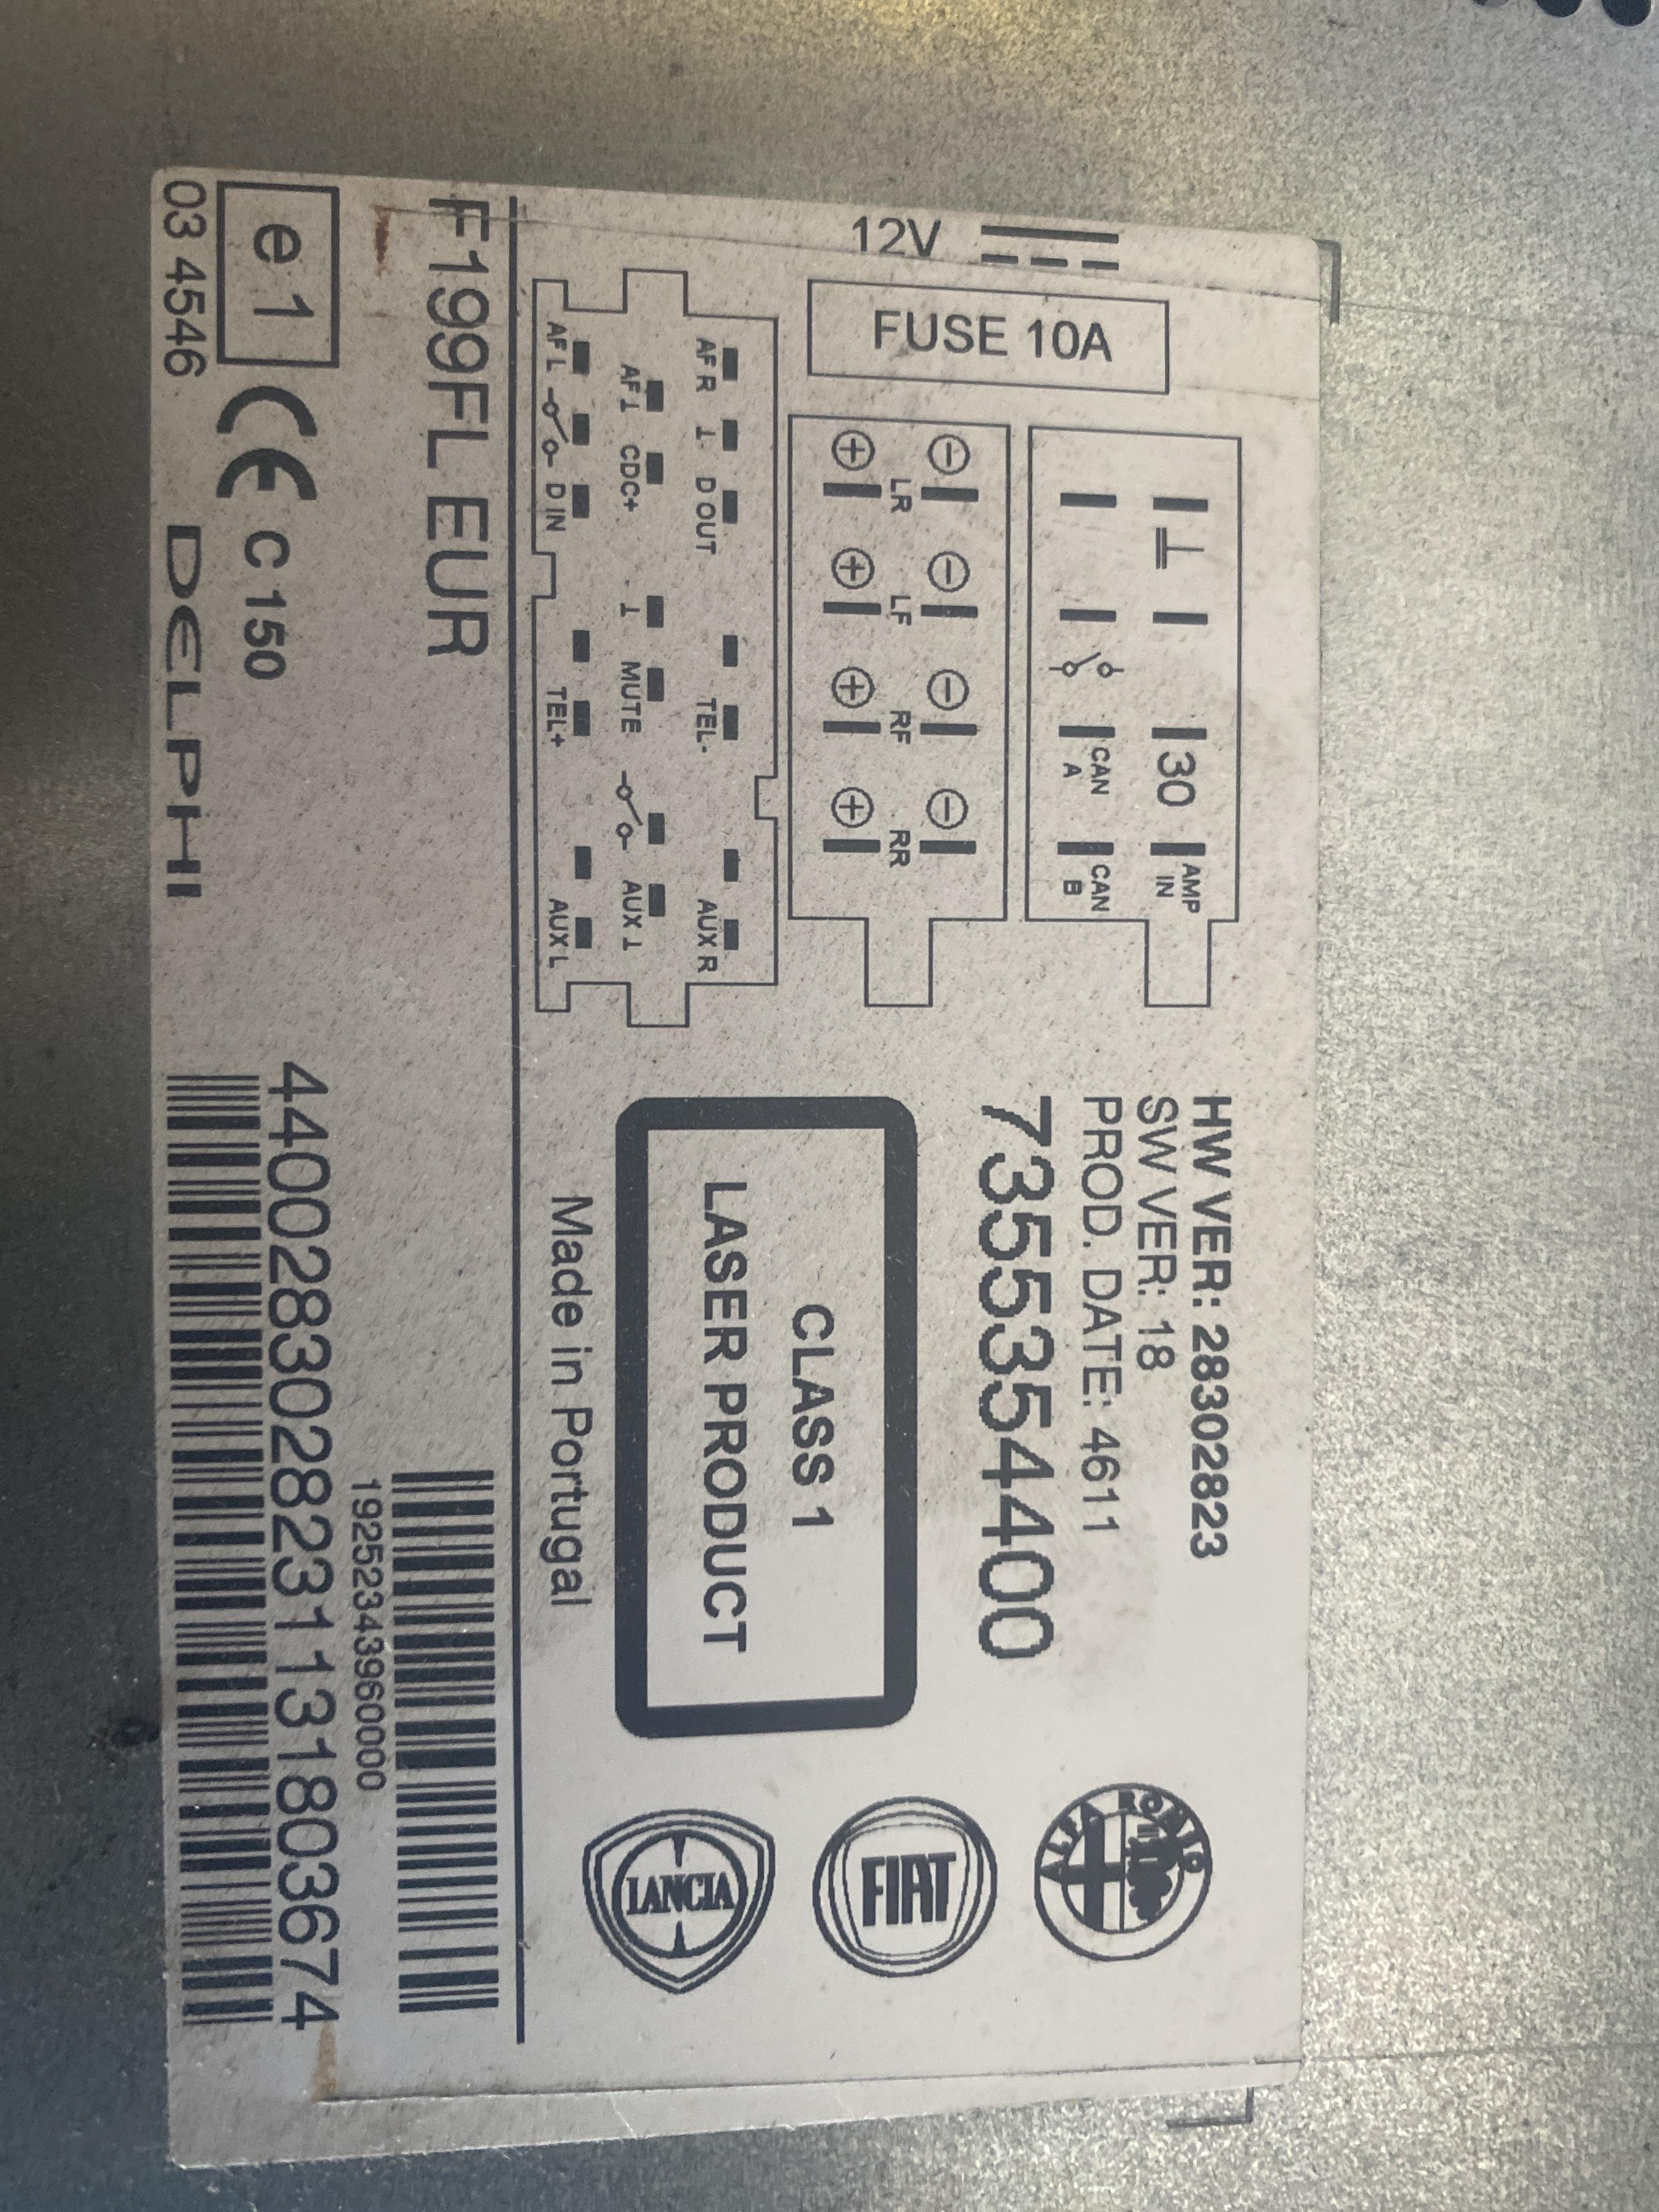 HW VER: 28302823
SW VER: 18
PROD. DATE: 4611
7355354400
CLASS 1
LASER PRODUCT
Made in Portugal
ALFA ROMEO
FIAT
LANCIA
12V
FUSE 10A
30 AMP IN
CAN A CAN B
LR LF RF RR
AF R ⊥ D OUT TEL- AUX R
AF⊥ CDC+ ⊥ MUTE AUX ⊥
AF L D IN TEL+ AUX L
F199FL EUR
192523439600000
e1 CE C 150
03 4546 DELPHI
4400283028231131803674